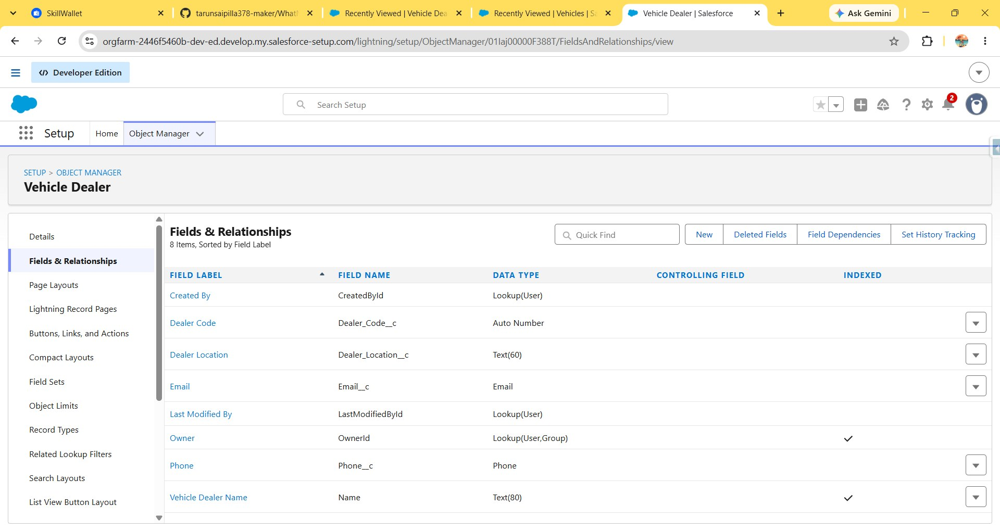 SkillWallet
tarunsaipilla378-maker/What
Recently Viewed | Vehicle Dea
Recently Viewed | Vehicles | Sa
Vehicle Dealer | Salesforce
Ask Gemini
orgfarm-2446f5460b-dev-ed.develop.my.salesforce-setup.com/lightning/setup/ObjectManager/01Iaj00000F388T/FieldsAndRelationships/view
Developer Edition
Search Setup
2
Setup
Home
Object Manager
SETUP > OBJECT MANAGER
Vehicle Dealer
Details
Fields & Relationships
Page Layouts
Lightning Record Pages
Buttons, Links, and Actions
Compact Layouts
Field Sets
Object Limits
Record Types
Related Lookup Filters
Search Layouts
List View Button Layout
Fields & Relationships
8 Items, Sorted by Field Label
Quick Find
New
Deleted Fields
Field Dependencies
Set History Tracking
FIELD LABEL FIELD NAME DATA TYPE CONTROLLING FIELD INDEXED
Created By CreatedById Lookup(User)
Dealer Code Dealer_Code__c Auto Number
Dealer Location Dealer_Location__c Text(60)
Email Email__c Email
Last Modified By LastModifiedById Lookup(User)
Owner OwnerId Lookup(User,Group)
Phone Phone__c Phone
Vehicle Dealer Name Name Text(80)